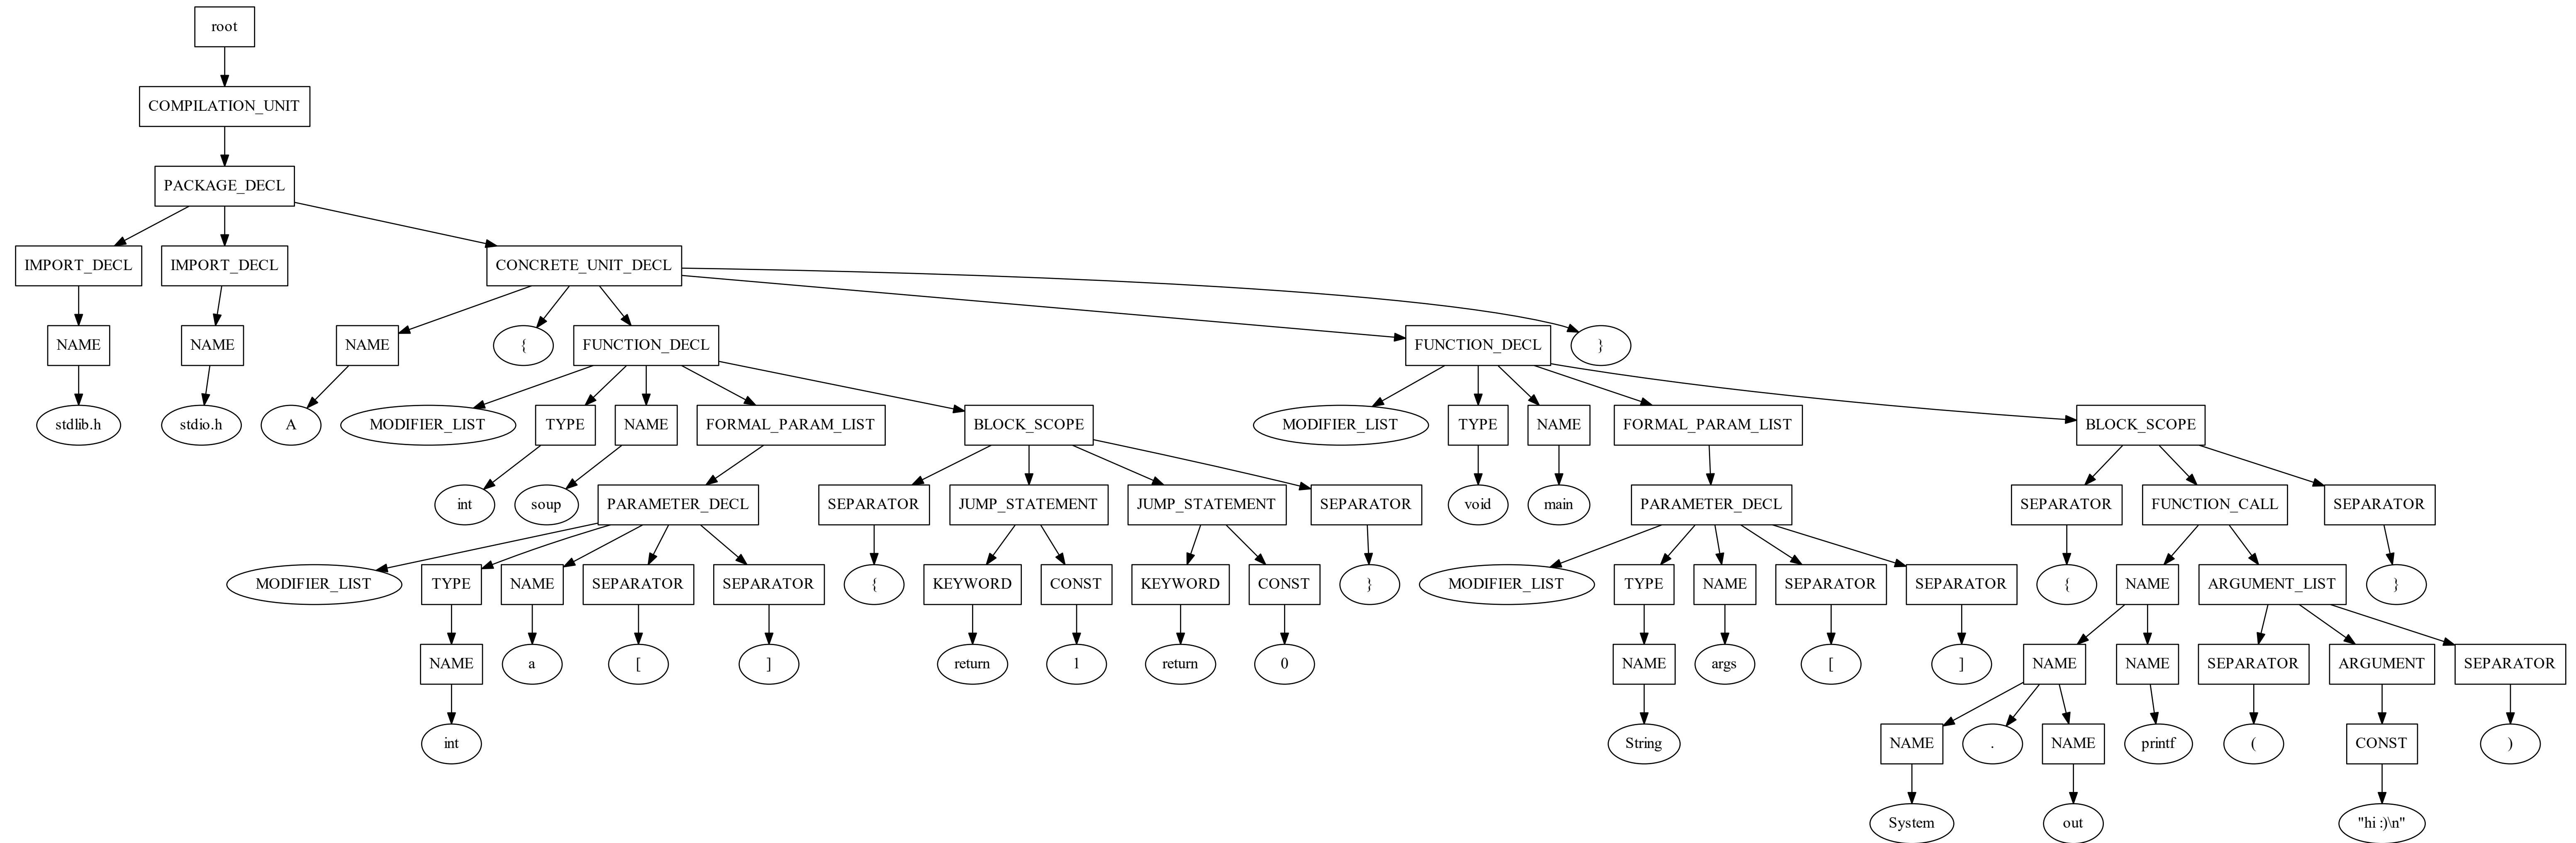 root
COMPILATION_UNIT
PACKAGE_DECL
IMPORT_DECL IMPORT_DECL CONCRETE_UNIT_DECL
NAME NAME NAME { FUNCTION_DECL FUNCTION_DECL }
stdlib.h stdio.h A MODIFIER_LIST TYPE NAME FORMAL_PARAM_LIST BLOCK_SCOPE MODIFIER_LIST TYPE NAME FORMAL_PARAM_LIST BLOCK_SCOPE
int soup PARAMETER_DECL SEPARATOR JUMP_STATEMENT JUMP_STATEMENT SEPARATOR void main PARAMETER_DECL SEPARATOR FUNCTION_CALL SEPARATOR
MODIFIER_LIST TYPE NAME SEPARATOR SEPARATOR { KEYWORD CONST KEYWORD CONST } MODIFIER_LIST TYPE NAME SEPARATOR SEPARATOR { NAME ARGUMENT_LIST }
NAME a [ ] return 1 return 0 NAME args [ ] NAME NAME SEPARATOR ARGUMENT SEPARATOR
int String NAME . NAME printf ( CONST )
System out "hi :)\n"